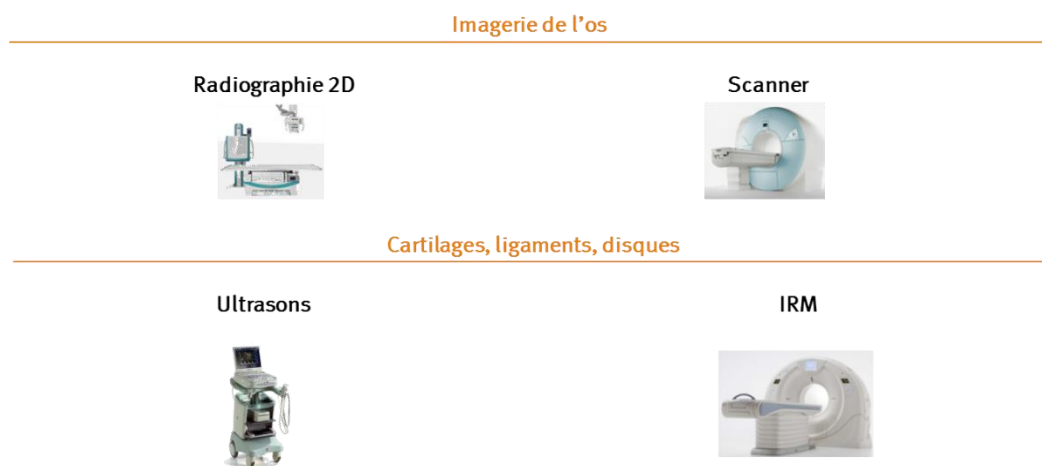 Imagerie de l'os
Radiographie 2D
Scanner
Cartilages, ligaments, disques
Ultrasons
IRM